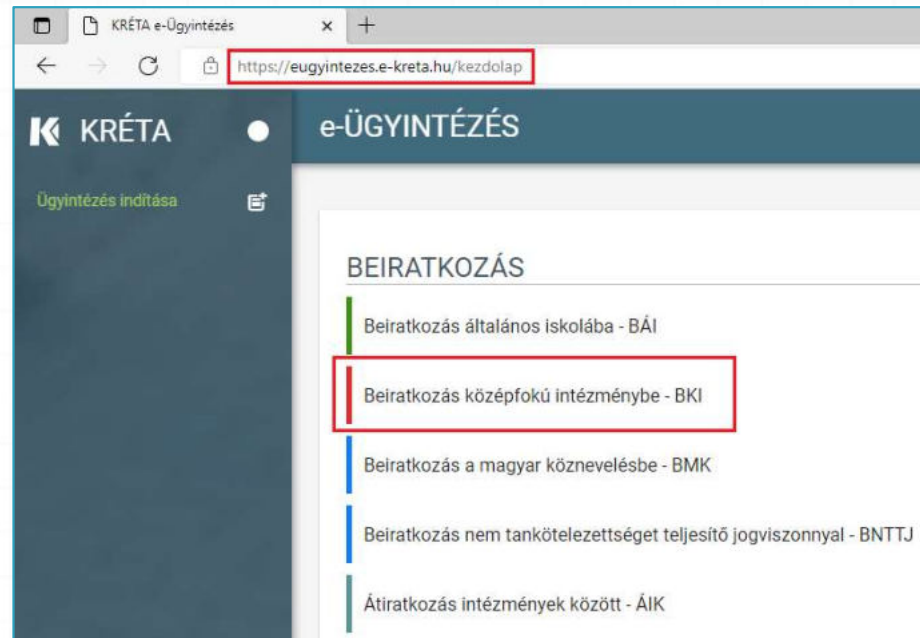 KRÉTA e-Ügyintézés
https://eugyintezes.e-kreta.hu/kezdolap
KRÉTA
e-ÜGYINTÉZÉS
Ügyintézés indítása
BEIRATKOZÁS
Beiratkozás általános iskolába - BÁI
Beiratkozás középfokú intézménybe - BKI
Beiratkozás a magyar köznevelésbe - BMK
Beiratkozás nem tankötelezettséget teljesítő jogviszonnyal - BNTTJ
Átiratkozás intézmények között - ÁIK